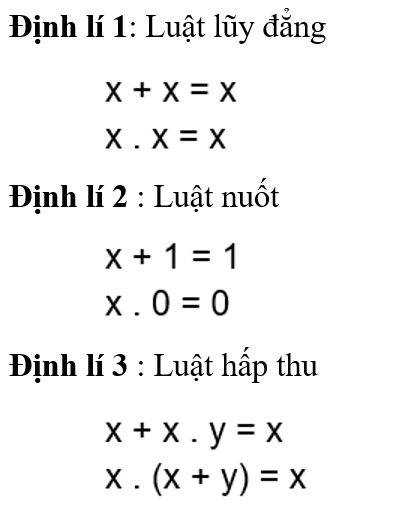 Định lí 1: Luật lũy đẳng
x + x = x
x . x = x
Định lí 2 : Luật nuốt
x + 1 = 1
x . 0 = 0
Định lí 3 : Luật hấp thu
x + x . y = x
x . (x + y) = x